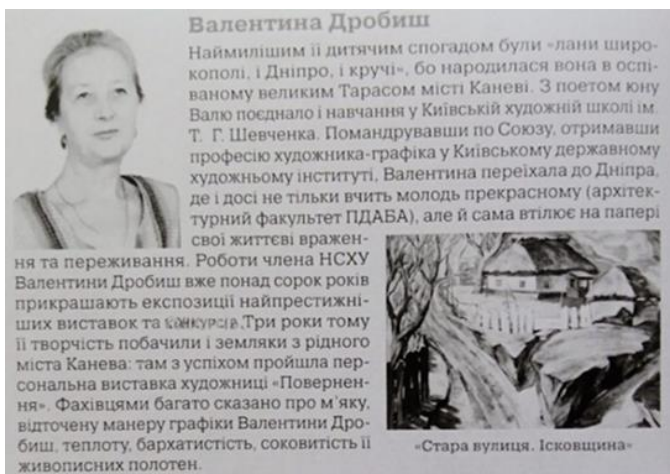 Валентина Дробиш
Наймилішим її дитячим спогадом були «лани широ-
кополі, і Дніпро, і кручі», бо народилася вона в оспі-
ваному великим Тарасом місті Каневі. З поетом юну
Валю поєднало і навчання у Київській художній школі ім.
Т. Г. Шевченка. Помандрувавши по Союзу, отримавши
професію художника-графіка у Київському державному
художньому інституті, Валентина переїхала до Дніпра,
де і досі не тільки вчить молодь прекрасному (архітек-
турний факультет ПДАБА), але й сама втілює на папері
свої життєві вражен-
ня та переживання. Роботи члена НСХУ
Валентини Дробиш вже понад сорок років
прикрашають експозиції найпрестижні-
ших виставок та конкурсів. Три роки тому
її творчість побачили і земляки з рідного
міста Канева: там з успіхом пройшла пер-
сональна виставка художниці «Повернен-
ня». Фахівцями багато сказано про м'яку,
відточену манеру графіки Валентини Дро-
биш, теплоту, бархатистість, соковитість її
живописних полотен.
«Стара вулиця. Ісковщина»